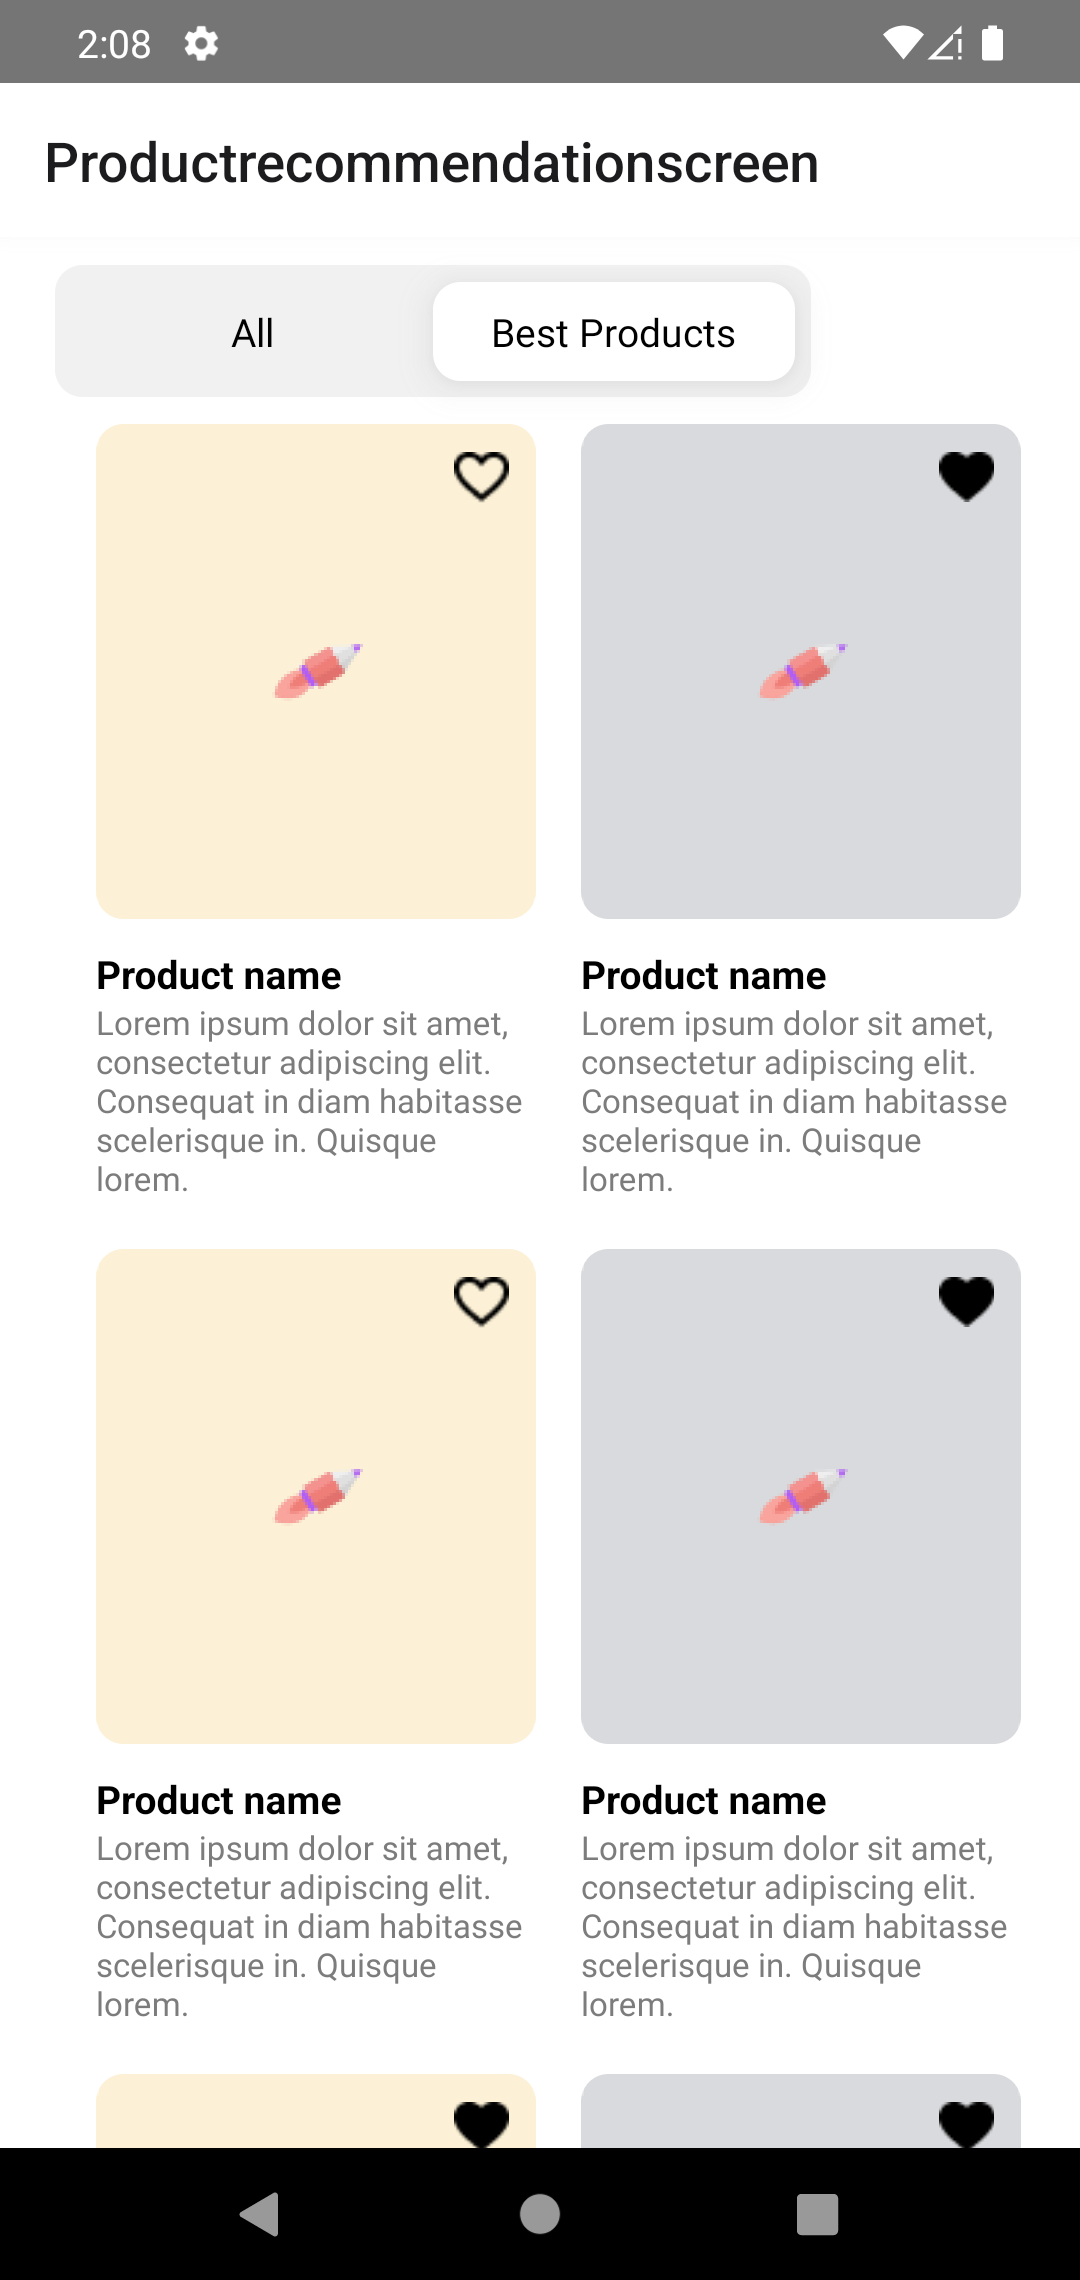 2:08
Productrecommendationscreen
All
Best Products
Product name
Lorem ipsum dolor sit amet,
consectetur adipiscing elit.
Consequat in diam habitasse
scelerisque in. Quisque
lorem.
Product name
Lorem ipsum dolor sit amet,
consectetur adipiscing elit.
Consequat in diam habitasse
scelerisque in. Quisque
lorem.
Product name
Lorem ipsum dolor sit amet,
consectetur adipiscing elit.
Consequat in diam habitasse
scelerisque in. Quisque
lorem.
Product name
Lorem ipsum dolor sit amet,
consectetur adipiscing elit.
Consequat in diam habitasse
scelerisque in. Quisque
lorem.